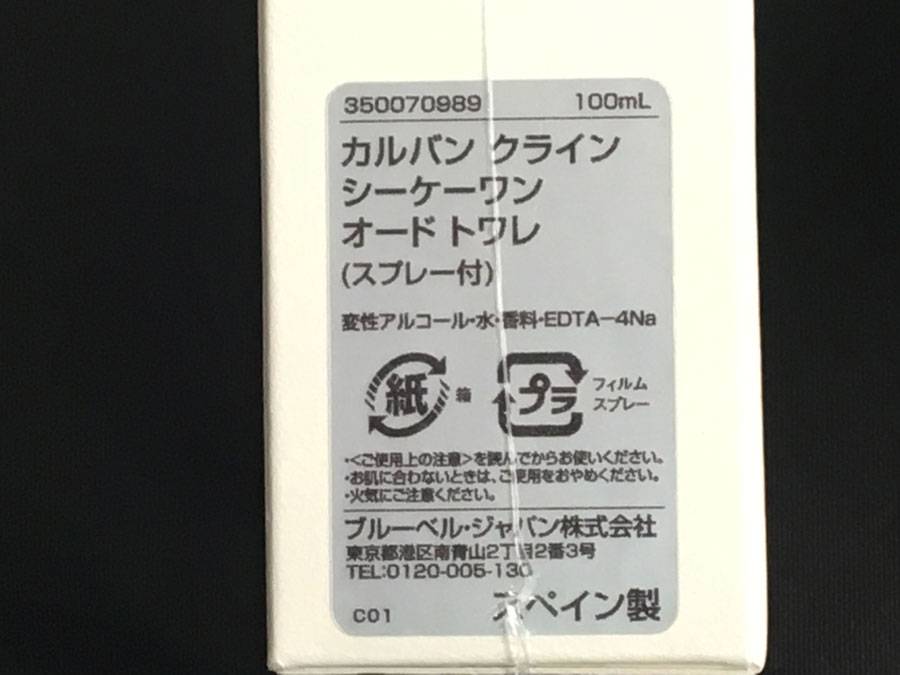 350070989 100mL
カルバン クライン
シーケーワン
オード トワレ
(スプレー付)
変性アルコール・水・香料・EDTA-4Na
紙 箱 プラ フィルム
スプレー
・<ご使用上の注意>を読んでからお使いください。
・お肌に合わないときは、ご使用をおやめください。
・火気にご注意ください。
ブルーベル・ジャパン株式会社
東京都港区南青山2丁目2番3号
TEL:0120-005-130
C01 スペイン製